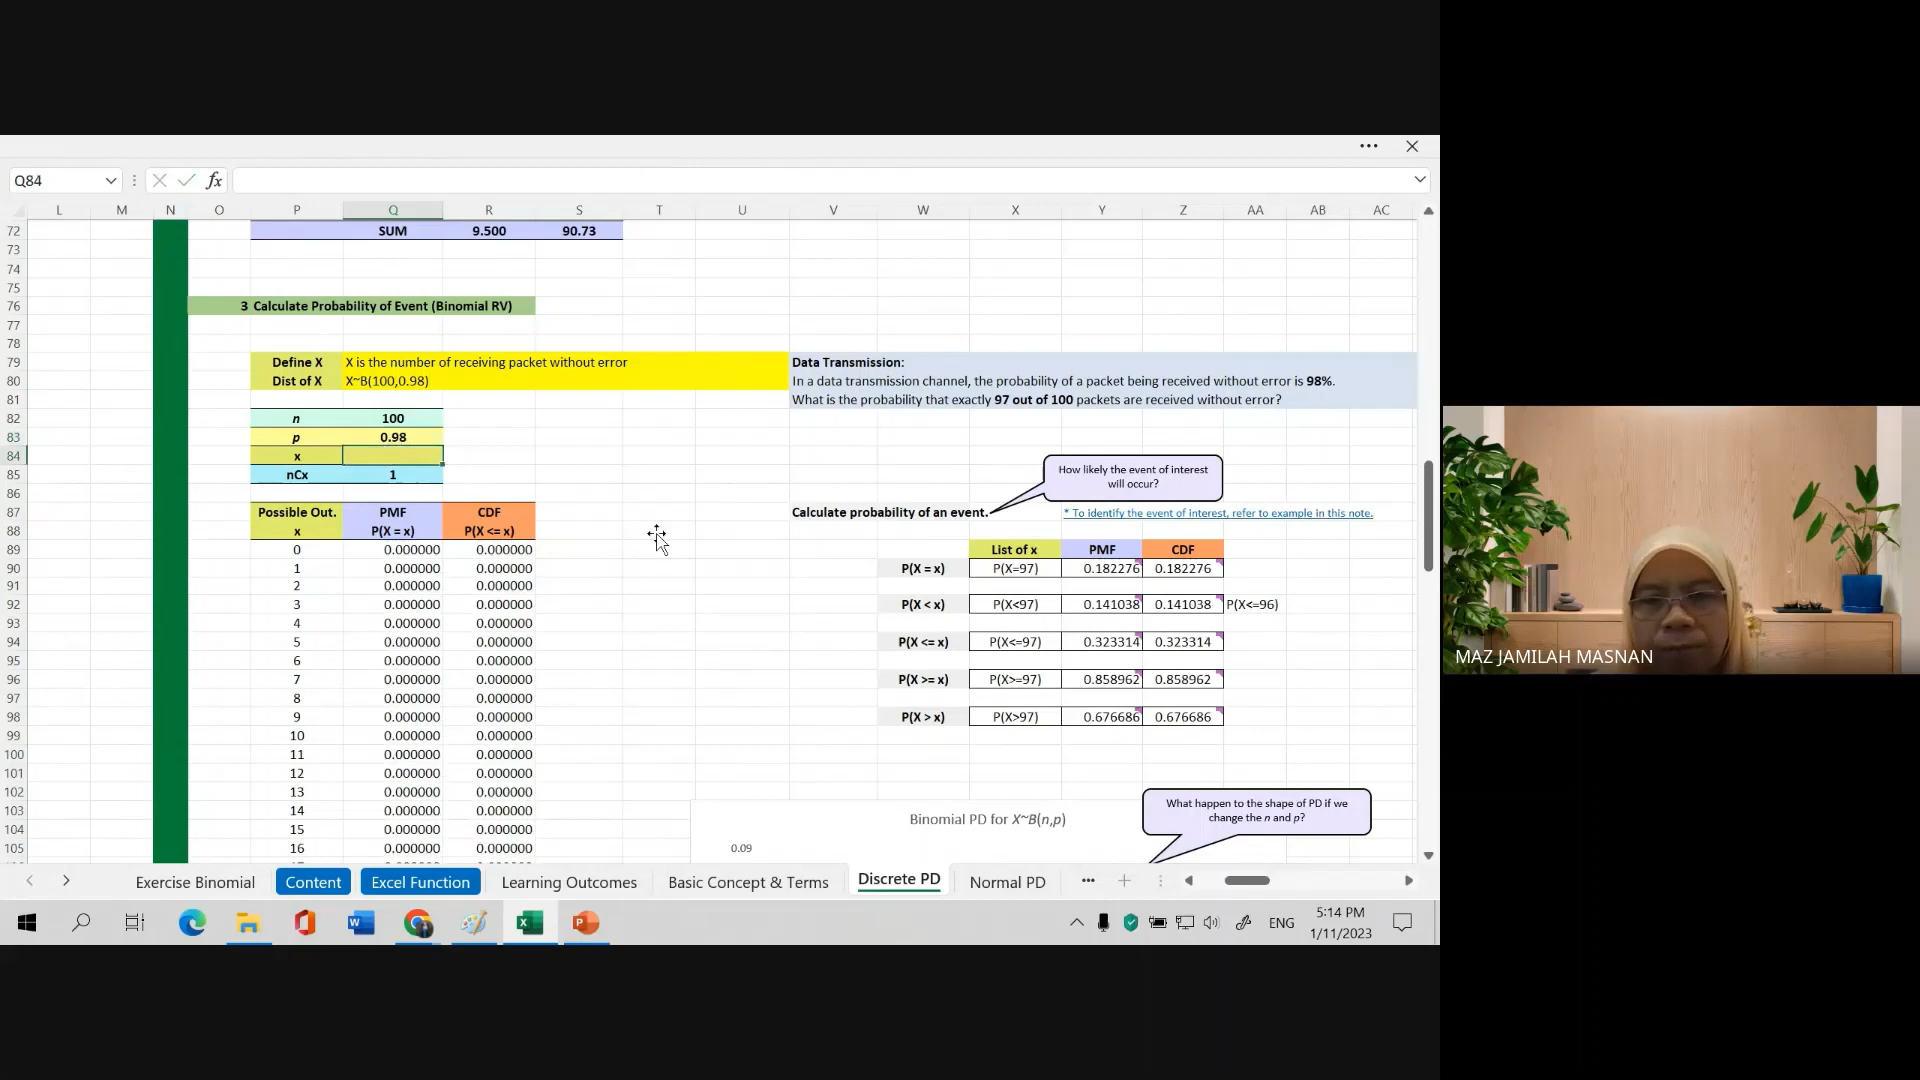 Q84
fx
L M N O P Q R S T U V W X Y Z AA AB AC
72 SUM 9.500 90.73
73
74
75
76 3 Calculate Probability of Event (Binomial RV)
77
78
79 Define X X is the number of receiving packet without error Data Transmission:
80 Dist of X X~B(100,0.98) In a data transmission channel, the probability of a packet being received without error is 98%.
81 What is the probability that exactly 97 out of 100 packets are received without error?
82 n 100
83 p 0.98
84 x
85 nCx 1
How likely the event of interest
will occur?
86
87 Possible Out. PMF CDF Calculate probability of an event. * To identify the event of interest, refer to example in this note.
88 x P(X = x) P(X <= x)
89 0 0.000000 0.000000 List of x PMF CDF
90 1 0.000000 0.000000 P(X = x) P(X=97) 0.182276 0.182276
91 2 0.000000 0.000000
92 3 0.000000 0.000000 P(X < x) P(X<97) 0.141038 0.141038 P(X<=96)
93 4 0.000000 0.000000
94 5 0.000000 0.000000 P(X <= x) P(X<=97) 0.323314 0.323314
95 6 0.000000 0.000000
96 7 0.000000 0.000000 P(X >= x) P(X>=97) 0.858962 0.858962
97 8 0.000000 0.000000
98 9 0.000000 0.000000 P(X > x) P(X>97) 0.676686 0.676686
99 10 0.000000 0.000000
100 11 0.000000 0.000000
101 12 0.000000 0.000000
102 13 0.000000 0.000000
103 14 0.000000 0.000000
104 15 0.000000 0.000000
105 16 0.000000 0.000000
Binomial PD for X~B(n,p)
0.09
What happen to the shape of PD if we
change the n and p?
Exercise Binomial Content Excel Function Learning Outcomes Basic Concept & Terms Discrete PD Normal PD
ENG 5:14 PM
1/11/2023
MAZ JAMILAH MASNAN